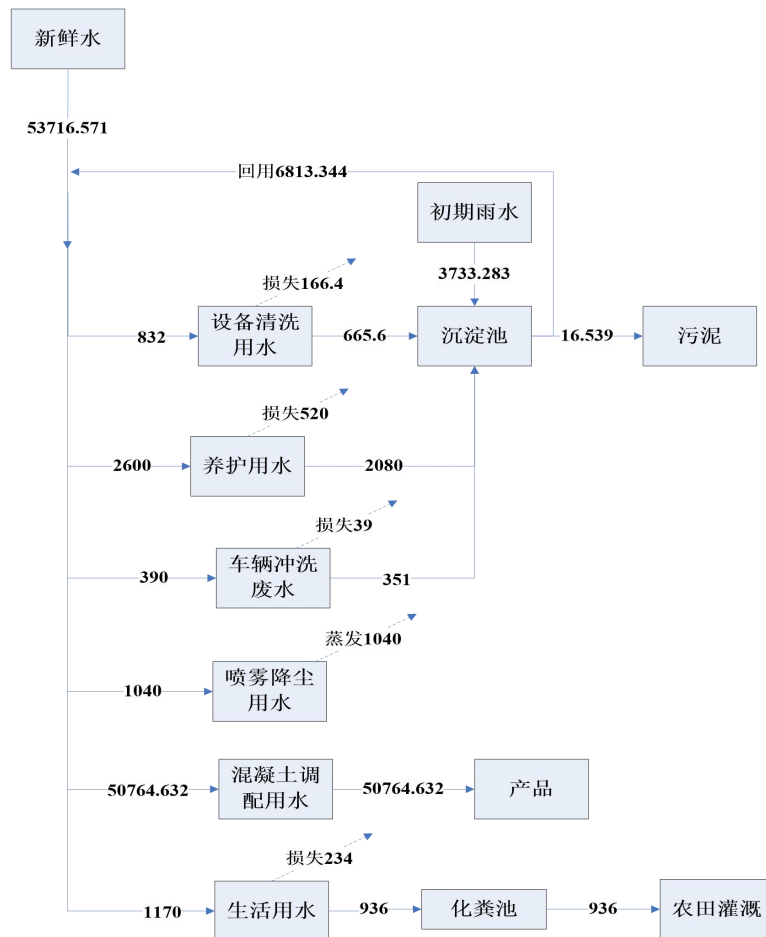 新鲜水
53716.571
回用6813.344
初期雨水
3733.283
损失166.4
832
设备清洗
用水
665.6
沉淀池
16.539
污泥
损失520
2600
养护用水
2080
损失39
390
车辆冲洗
废水
351
蒸发1040
1040
喷雾降尘
用水
50764.632
混凝土调
配用水
50764.632
产品
损失234
1170
生活用水
936
化粪池
936
农田灌溉